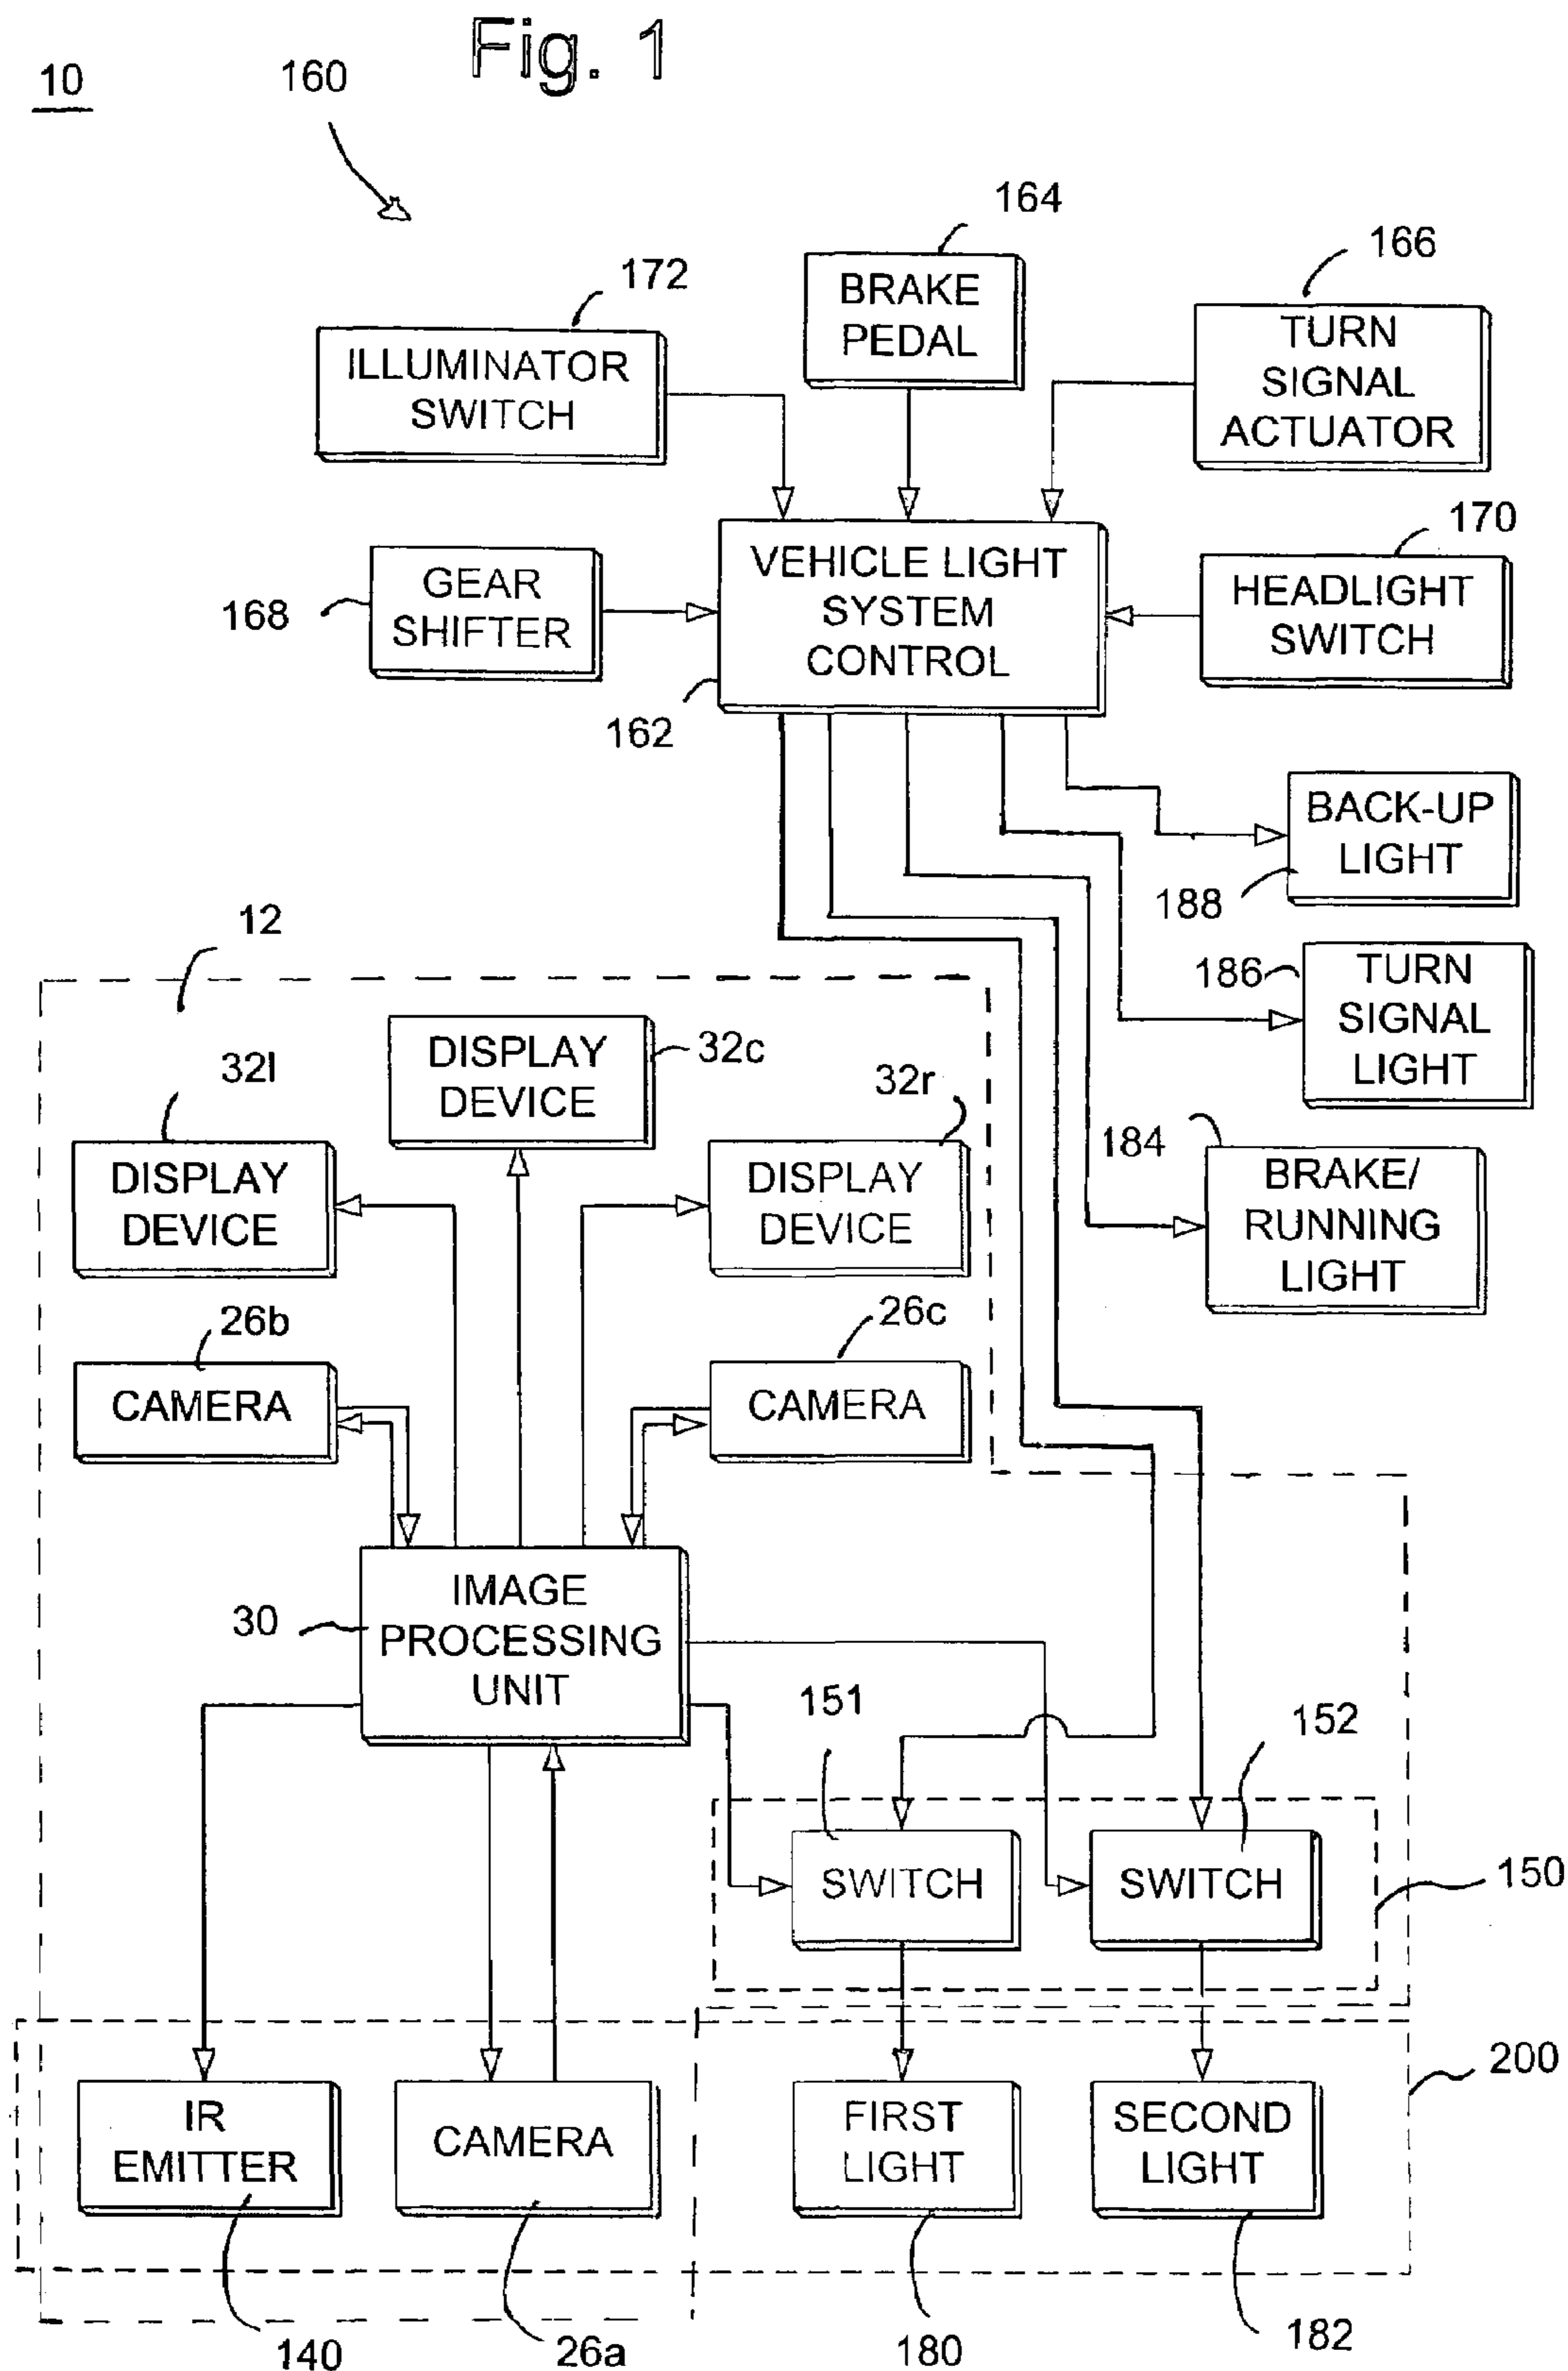 Fig. 1
10
160
164
166
172
BRAKE
PEDAL
TURN
SIGNAL
ACTUATOR
ILLUMINATOR
SWITCH
170
168
GEAR
SHIFTER
VEHICLE LIGHT
SYSTEM
CONTROL
HEADLIGHT
SWITCH
162
BACK-UP
LIGHT
188
12
186
TURN
SIGNAL
LIGHT
32l
DISPLAY
DEVICE
32c
32r
184
DISPLAY
DEVICE
DISPLAY
DEVICE
BRAKE/
RUNNING
LIGHT
26b
26c
CAMERA
CAMERA
30
IMAGE
PROCESSING
UNIT
151
152
SWITCH
SWITCH
150
200
IR
EMITTER
CAMERA
FIRST
LIGHT
SECOND
LIGHT
140
26a
180
182